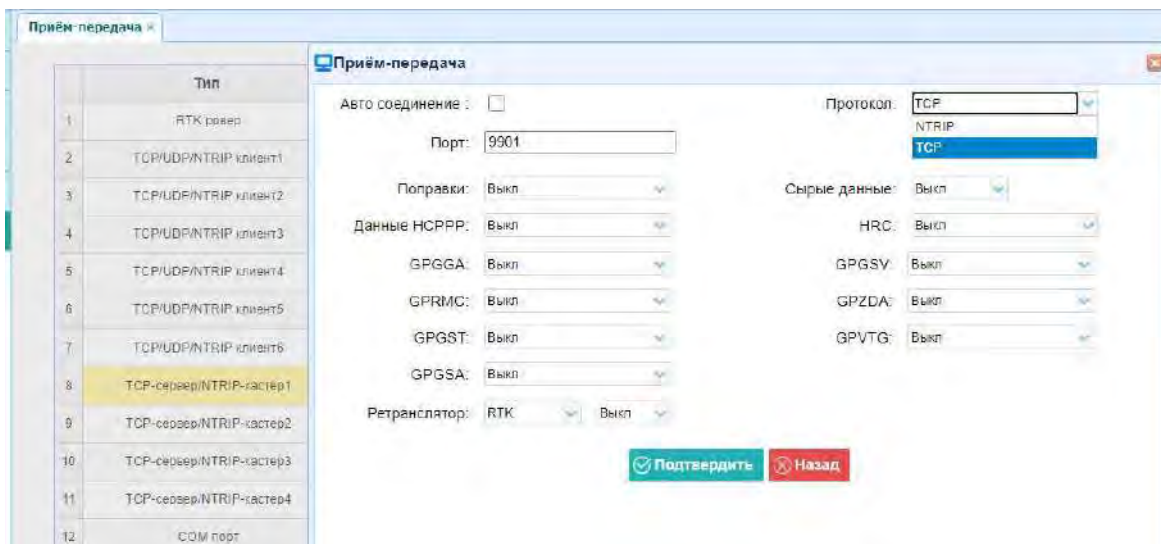 Приём-передача ×
Тип
1 RTK ровер
2 TCP/UDP/NTRIP клиент1
3 TCP/UDP/NTRIP клиент2
4 TCP/UDP/NTRIP клиент3
5 TCP/UDP/NTRIP клиент4
6 TCP/UDP/NTRIP клиент5
7 TCP/UDP/NTRIP клиент6
8 TCP-сервер/NTRIP-кастер1
9 TCP-сервер/NTRIP-кастер2
10 TCP-сервер/NTRIP-кастер3
11 TCP-сервер/NTRIP-кастер4
12 COM порт
Приём-передача
Авто соединение : Протокол: TCP
NTRIP
TCP
Порт: 9901
Поправки: Выкл Сырые данные: Выкл
Данные HCPPP: Выкл HRC: Выкл
GPGGA: Выкл GPGSV: Выкл
GPRMC: Выкл GPZDA: Выкл
GPGST: Выкл GPVTG: Выкл
GPGSA: Выкл
Ретранслятор: RTK Выкл
Подтвердить Назад